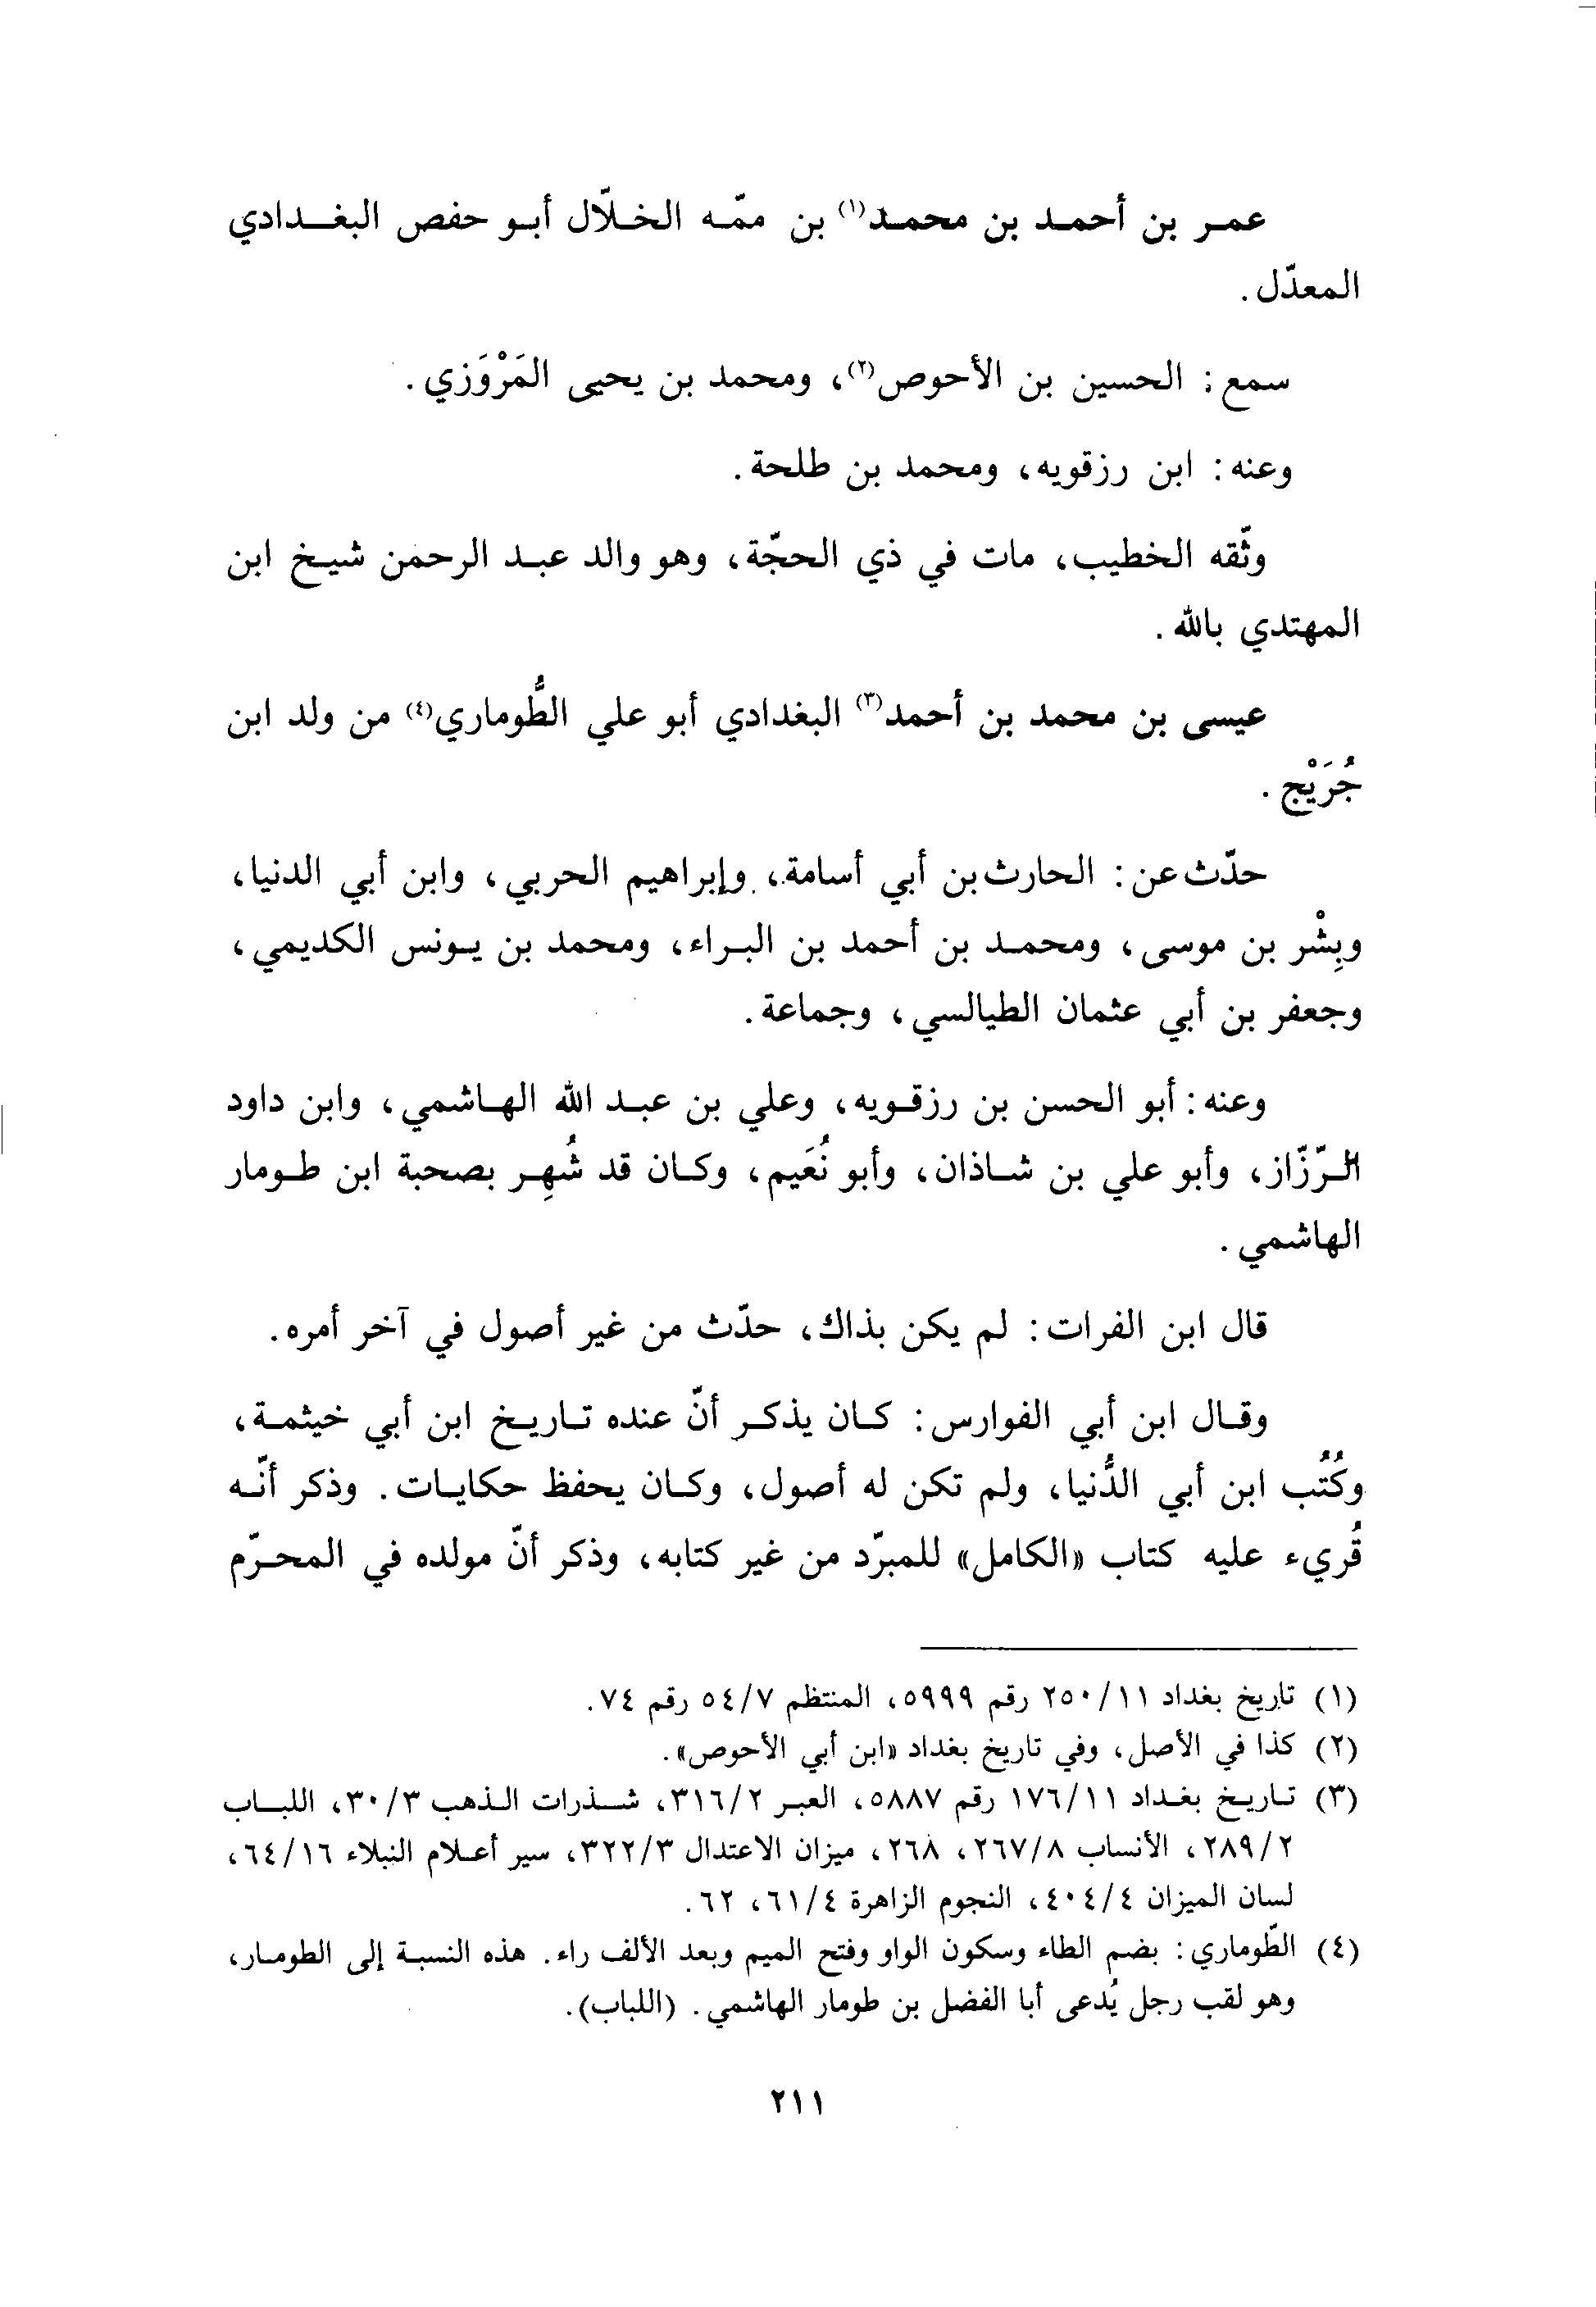 عمر بن أحمد بن محمد(١) بن ممّه الخلّال أبو حفص البغدادي
المعدّل.
سمع: الحسين بن الأحوص(٢)، ومحمد بن يحيى المَرْوَزي.
وعنه: ابن رزقويه، ومحمد بن طلحة.
وثّقه الخطيب، مات في ذي الحجّة، وهو والد عبد الرحمن شيخ ابن
المهتدي بالله.
عيسى بن محمد بن أحمد(٣) البغدادي أبو علي الطُّوماري(٤) من ولد ابن
جُرَيْج.
حدّث عن: الحارث بن أبي أسامة، وإبراهيم الحربي، وابن أبي الدنيا،
وبِشْر بن موسى، ومحمد بن أحمد بن البراء، ومحمد بن يونس الكديمي،
وجعفر بن أبي عثمان الطيالسي، وجماعة.
وعنه: أبو الحسن بن رزقويه، وعلي بن عبد الله الهاشمي، وابن داود
الرّزّاز، وأبو علي بن شاذان، وأبو نُعَيم، وكان قد شُهِر بصحبة ابن طومار
الهاشمي.
قال ابن الفرات: لم يكن بذاك، حدّث من غير أصول في آخر أمره.
وقال ابن أبي الفوارس: كان يذكر أنّ عنده تاريخ ابن أبي خيثمة،
وكُتُب ابن أبي الدُّنيا، ولم تكن له أصول، وكان يحفظ حكايات. وذكر أنّه
قُريء عليه كتاب «الكامل» للمبرّد من غير كتابه، وذكر أنّ مولده في المحرّم
(١) تاريخ بغداد ١١/٢٥٠ رقم ٥٩٩٩، المنتظم ٧/٥٤ رقم ٧٤.
(٢) كذا في الأصل، وفي تاريخ بغداد «ابن أبي الأحوص».
(٣) تاريخ بغداد ١١/١٧٦ رقم ٥٨٨٧، العبر ٢/٣١٦، شذرات الذهب ٣/٣٠، اللباب
٢/٢٨٩، الأنساب ٨/٢٦٧، ٢٦٨، ميزان الاعتدال ٣/٣٢٢، سير أعلام النبلاء ١٦/٦٤،
لسان الميزان ٤/٤٠٤، النجوم الزاهرة ٤/٦١، ٦٢.
(٤) الطّوماري: بضم الطاء وسكون الواو وفتح الميم وبعد الألف راء. هذه النسبة إلى الطومار،
وهو لقب رجل يُدعى أبا الفضل بن طومار الهاشمي. (اللباب).
٢١١